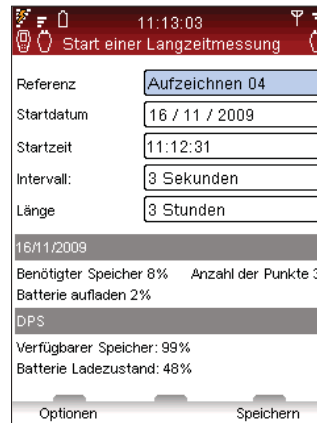 11:13:03
Start einer Langzeitmessung
Referenz Aufzeichnen 04
Startdatum 16 / 11 / 2009
Startzeit 11:12:31
Intervall: 3 Sekunden
Länge 3 Stunden
16/11/2009
Benötigter Speicher 8% Anzahl der Punkte
Batterie aufladen 2%
DPS
Verfügbarer Speicher: 99%
Batterie Ladezustand: 48%
Optionen Speichern